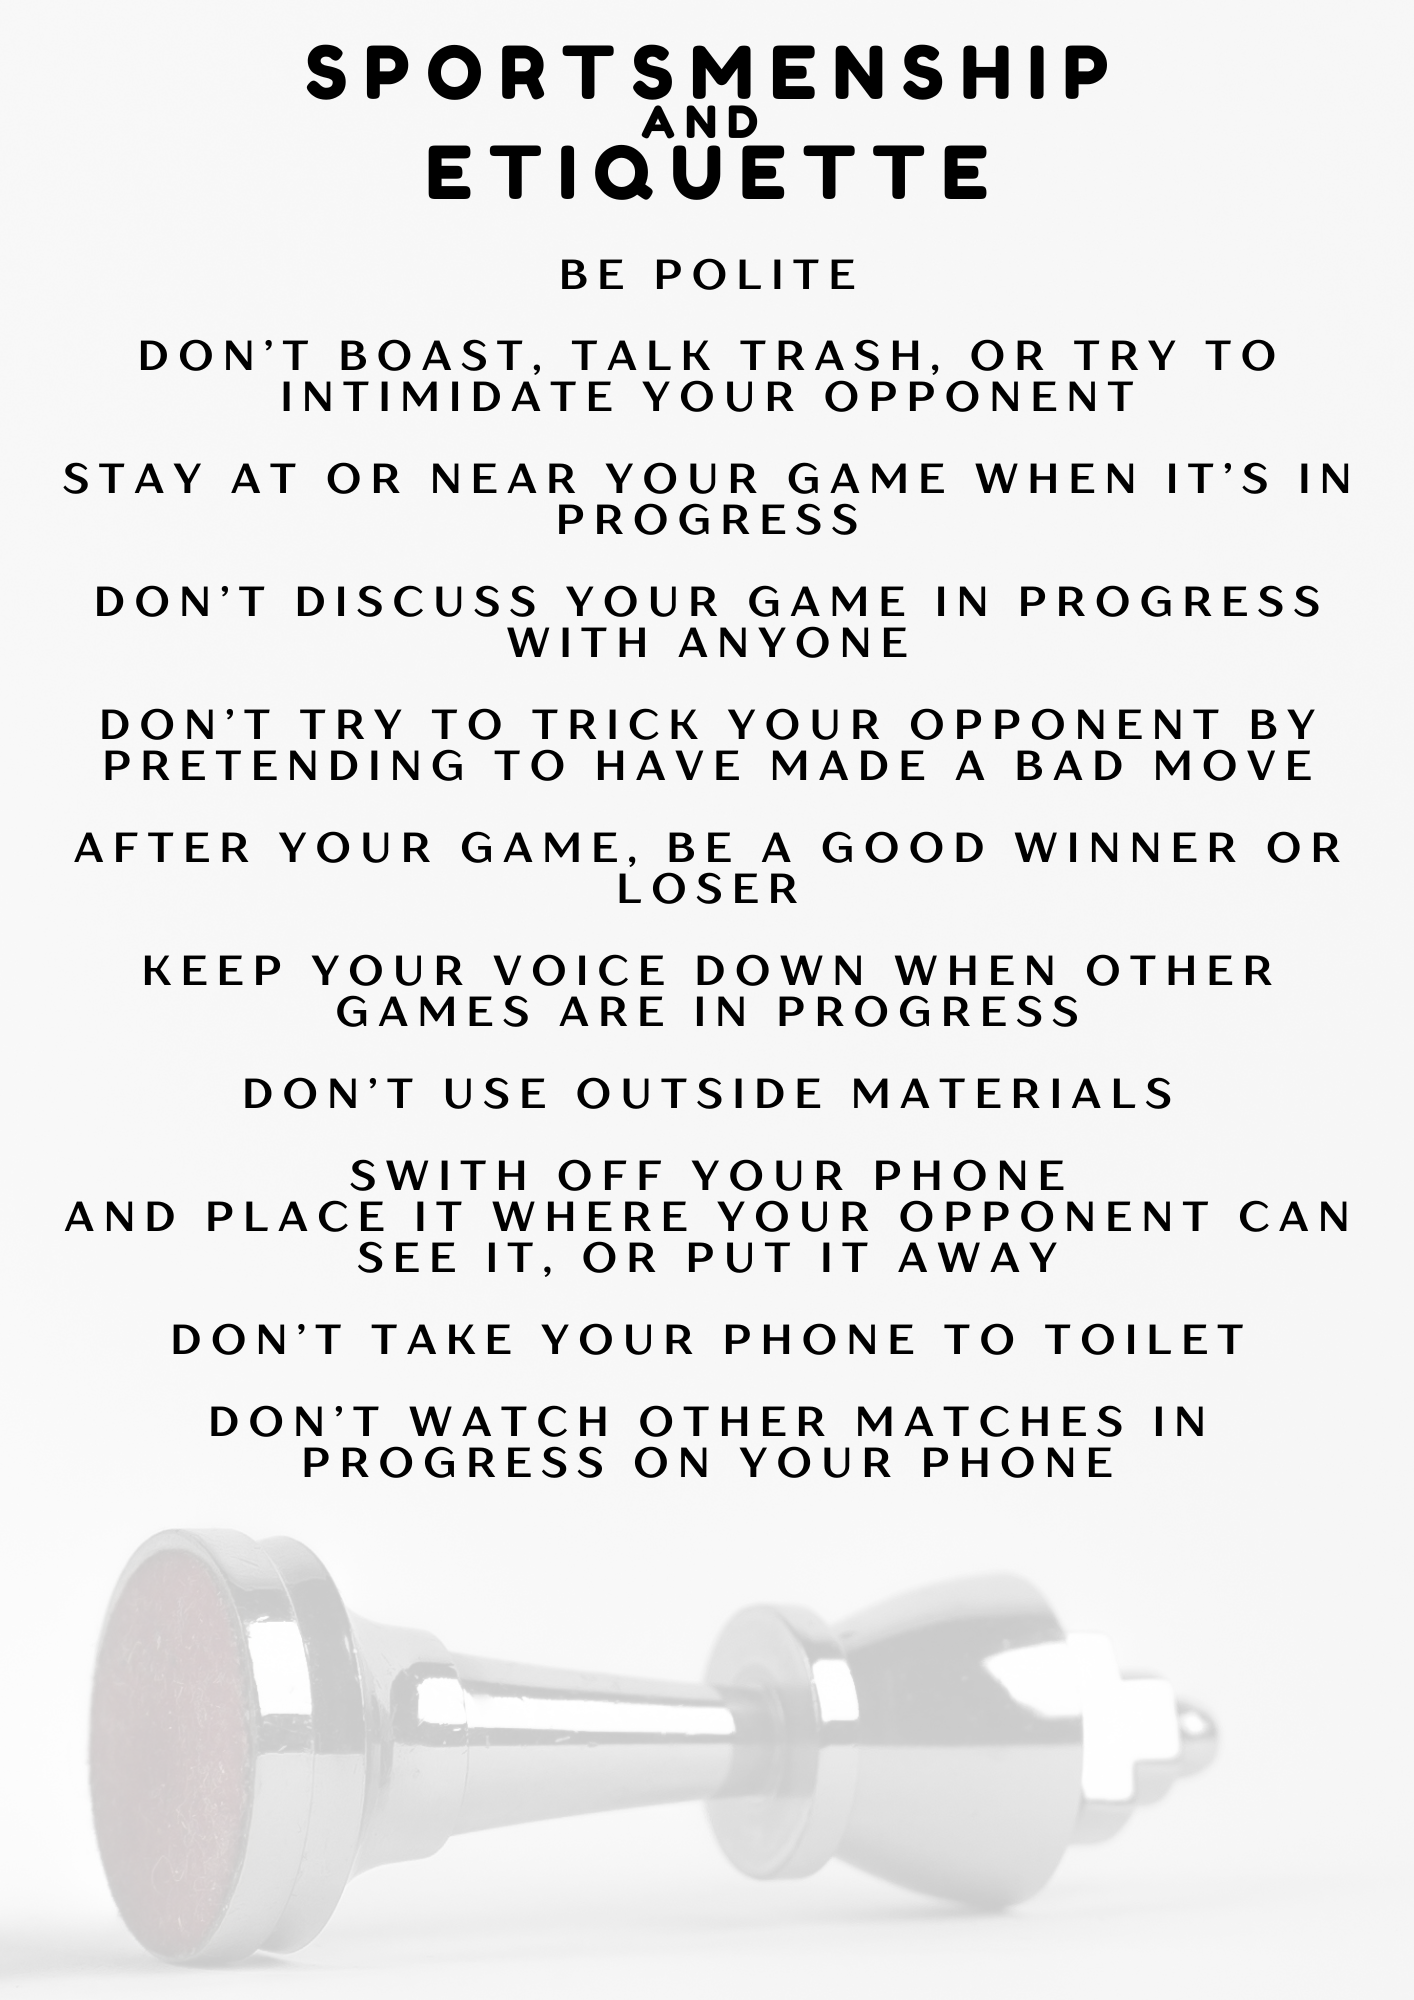 SPORTSMENSHIP
AND
ETIQUETTE
BE POLITE
DON’T BOAST, TALK TRASH, OR TRY TO
INTIMIDATE YOUR OPPONENT
STAY AT OR NEAR YOUR GAME WHEN IT’S IN
PROGRESS
DON’T DISCUSS YOUR GAME IN PROGRESS
WITH ANYONE
DON’T TRY TO TRICK YOUR OPPONENT BY
PRETENDING TO HAVE MADE A BAD MOVE
AFTER YOUR GAME, BE A GOOD WINNER OR
LOSER
KEEP YOUR VOICE DOWN WHEN OTHER
GAMES ARE IN PROGRESS
DON’T USE OUTSIDE MATERIALS
SWITH OFF YOUR PHONE
AND PLACE IT WHERE YOUR OPPONENT CAN
SEE IT, OR PUT IT AWAY
DON’T TAKE YOUR PHONE TO TOILET
DON’T WATCH OTHER MATCHES IN
PROGRESS ON YOUR PHONE